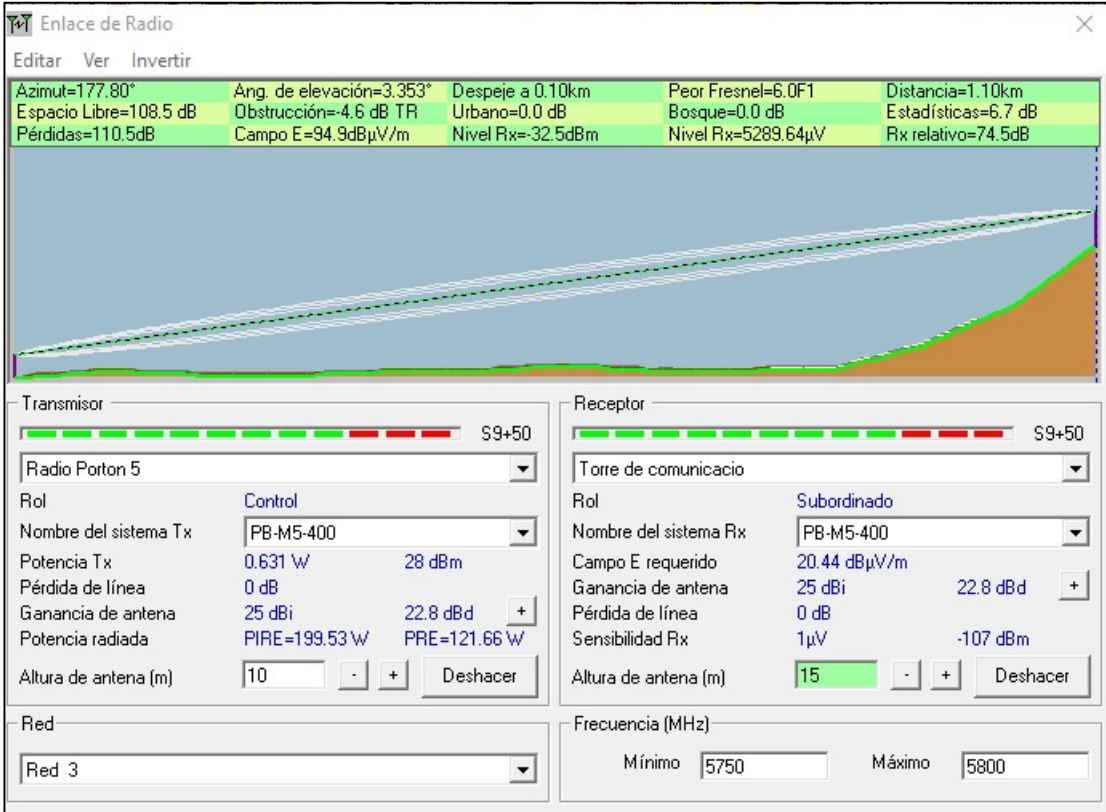 Enlace de Radio
Editar Ver Invertir
Azimut=177.80° Ang. de elevación=3.353° Despeje a 0.10km Peor Fresnel=6.0F1 Distancia=1.10km
Espacio Libre=108.5 dB Obstrucción=-4.6 dB TR Urbano=0.0 dB Bosque=0.0 dB Estadísticas=6.7 dB
Pérdidas=110.5dB Campo E=94.9dBµV/m Nivel Rx=-32.5dBm Nivel Rx=5289.64µV Rx relativo=74.5dB
Transmisor
S9+50
Radio Porton 5
Rol Control
Nombre del sistema Tx PB-M5-400
Potencia Tx 0.631 W 28 dBm
Pérdida de línea 0 dB
Ganancia de antena 25 dBi 22.8 dBd +
Potencia radiada PIRE=199.53 W PRE=121.66 W
Altura de antena (m) 10 - + Deshacer
Receptor
S9+50
Torre de comunicacio
Rol Subordinado
Nombre del sistema Rx PB-M5-400
Campo E requerido 20.44 dBµV/m
Ganancia de antena 25 dBi 22.8 dBd +
Pérdida de línea 0 dB
Sensibilidad Rx 1µV -107 dBm
Altura de antena (m) 15 - + Deshacer
Red
Red 3
Frecuencia (MHz)
Mínimo 5750 Máximo 5800